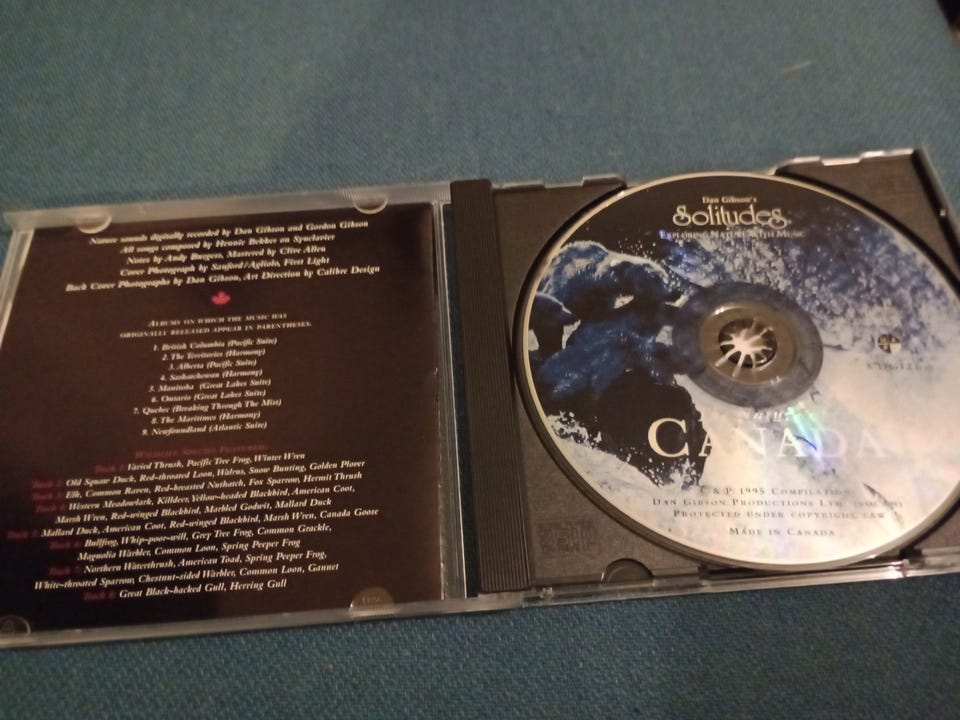 Nature sounds digitally recorded by Dan Gibson and Gordon Gibson
All songs composed by Hennie Bekker on Synclavier
Notes by Andy Burgess, Mastered by Clive Allen
Cover Photograph by Sanford/Agliolo, First Light
Back Cover Photographs by Dan Gibson, Art Direction by Calibre Design
Albums on which the music was
originally released appear in parentheses.
1. British Columbia (Pacific Suite)
2. The Territories (Harmony)
3. Alberta (Pacific Suite)
4. Saskatchewan (Harmony)
5. Manitoba (Great Lakes Suite)
6. Ontario (Great Lakes Suite)
7. Quebec (Breaking Through The Mist)
8. The Maritimes (Harmony)
9. Newfoundland (Atlantic Suite)
Wildlife Species Featured:
Track 1: Varied Thrush, Pacific Tree Frog, Winter Wren
Track 2: Old Squaw Duck, Red-throated Loon, Walrus, Snow Bunting, Golden Plover
Track 3: Elk, Common Raven, Red-breasted Nuthatch, Fox Sparrow, Hermit Thrush
Track 4: Western Meadowlark, Killdeer, Yellow-headed Blackbird, American Coot,
Marsh Wren, Red-winged Blackbird, Marbled Godwit, Mallard Duck
Track 5: Mallard Duck, American Coot, Red-winged Blackbird, Marsh Wren, Canada Goose
Track 6: Bullfrog, Whip-poor-will, Grey Tree Frog, Common Grackle,
Magnolia Warbler, Common Loon, Spring Peeper Frog
Track 7: Northern Waterthrush, American Toad, Spring Peeper Frog,
White-throated Sparrow, Chestnut-sided Warbler, Common Loon, Gannet
Track 8: Great Black-backed Gull, Herring Gull
Dan Gibson's
Solitudes
Exploring Nature with Music
CANADA
C & P 1995 Compilation
Dan Gibson Productions Ltd.
Protected under copyright law
Made in Canada